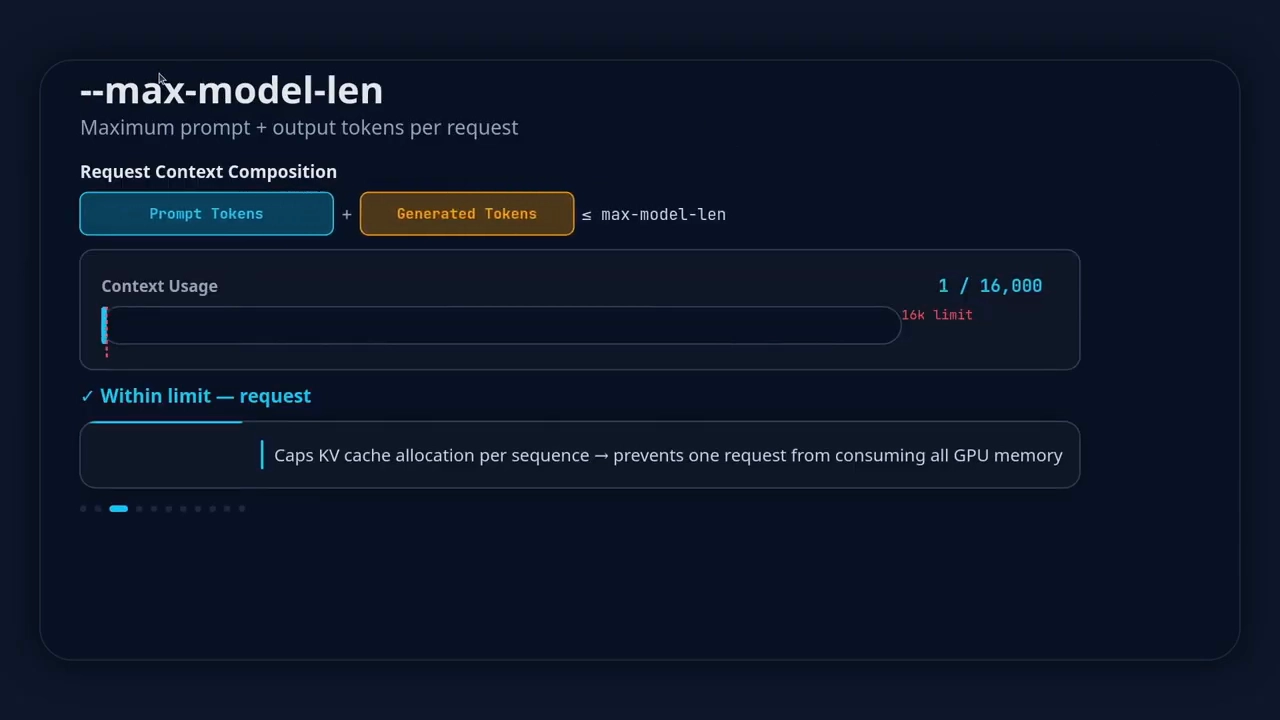 --max-model-len
Maximum prompt + output tokens per request
Request Context Composition
Prompt Tokens + Generated Tokens ≤ max-model-len
Context Usage 1 / 16,000
16k limit
✓ Within limit — request
Caps KV cache allocation per sequence → prevents one request from consuming all GPU memory